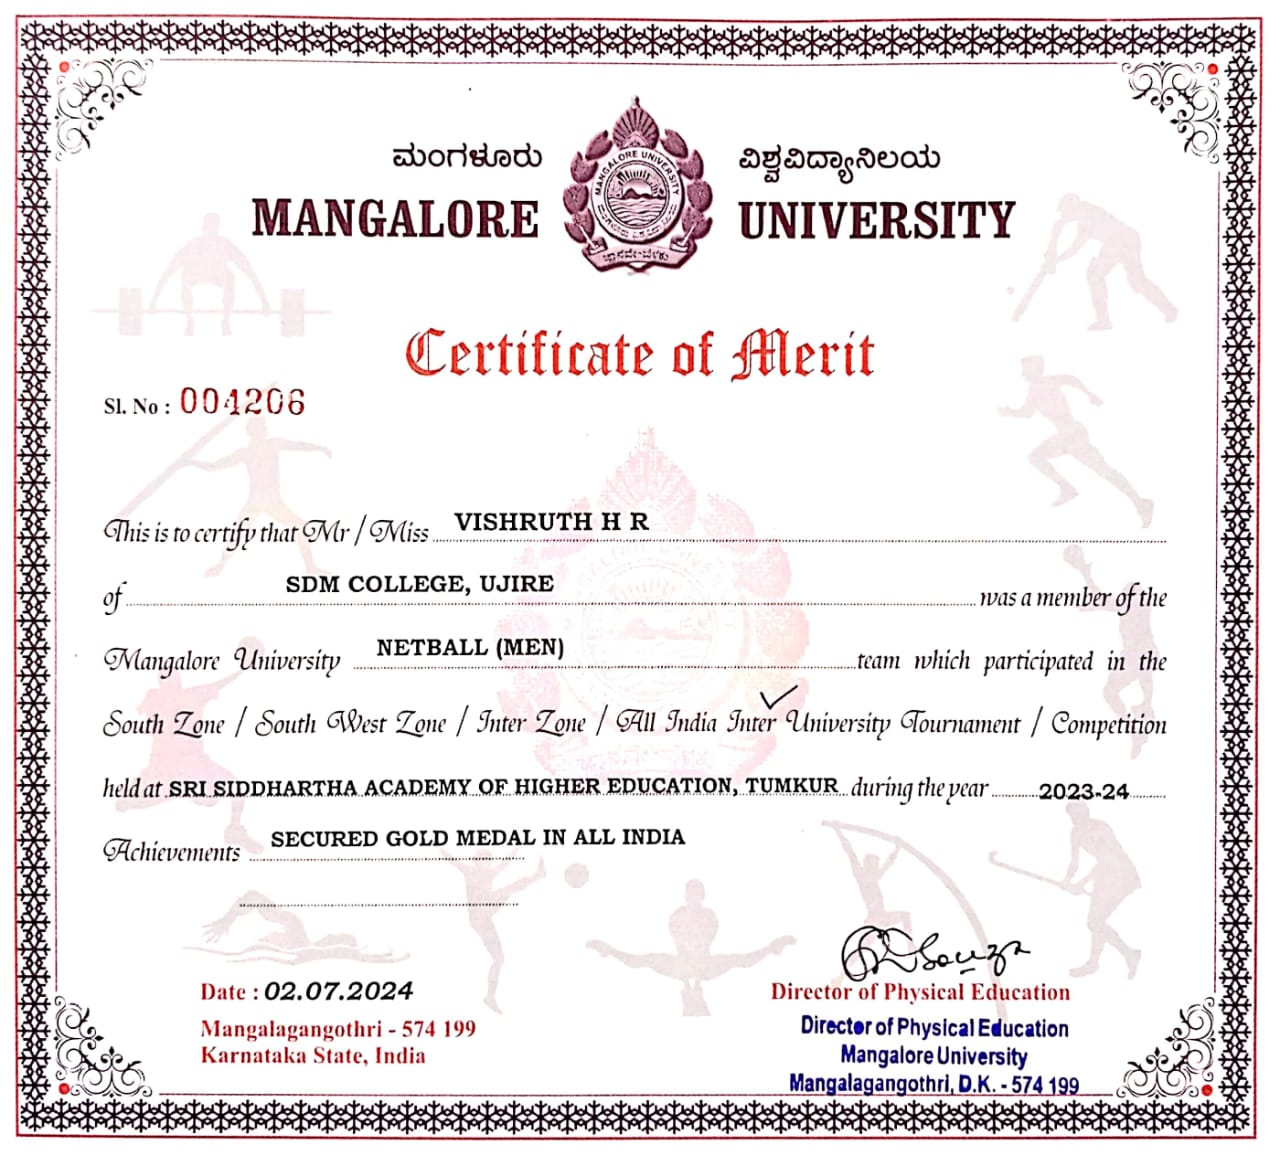 ಮಂಗಳೂರು ವಿಶ್ವವಿದ್ಯಾನಿಲಯ
MANGALORE UNIVERSITY
MANGALORE UNIVERSITY
Certificate of Merit
Sl. No : 004206
This is to certify that Mr / Miss VISHRUTH H R
of SDM COLLEGE, UJIRE was a member of the
Mangalore University NETBALL (MEN) team which participated in the
South Zone / South West Zone / Inter Zone / All India Inter University Tournament / Competition
held at SRI SIDDHARTHA ACADEMY OF HIGHER EDUCATION, TUMKUR during the year 2023-24
Achievements SECURED GOLD MEDAL IN ALL INDIA
Date : 02.07.2024
Mangalagangothri - 574 199
Karnataka State, India
Director of Physical Education
Director of Physical Education
Mangalore University
Mangalagangothri, D.K. - 574 199